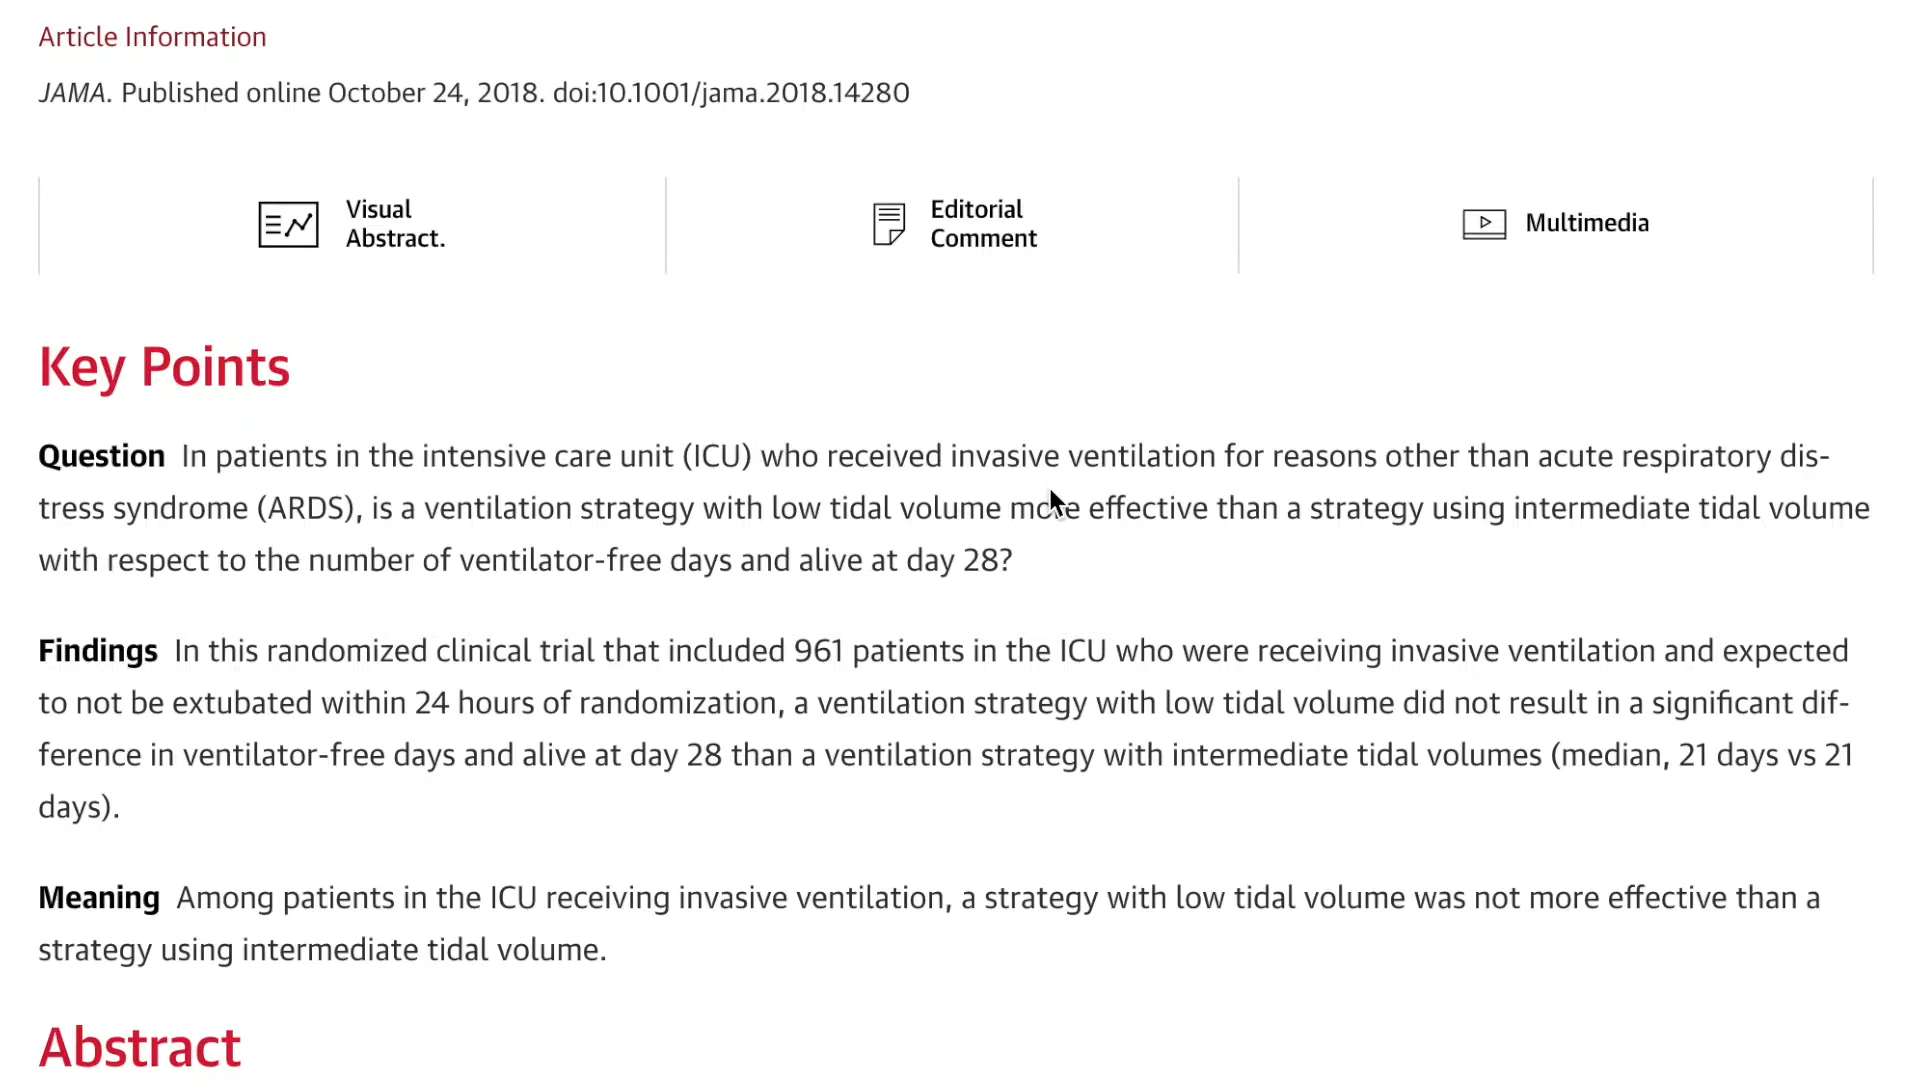 Article Information
JAMA. Published online October 24, 2018. doi:10.1001/jama.2018.14280
Visual
Abstract.
Editorial
Comment
Multimedia
Key Points
Question In patients in the intensive care unit (ICU) who received invasive ventilation for reasons other than acute respiratory dis-
tress syndrome (ARDS), is a ventilation strategy with low tidal volume more effective than a strategy using intermediate tidal volume
with respect to the number of ventilator-free days and alive at day 28?
Findings In this randomized clinical trial that included 961 patients in the ICU who were receiving invasive ventilation and expected
to not be extubated within 24 hours of randomization, a ventilation strategy with low tidal volume did not result in a significant dif-
ference in ventilator-free days and alive at day 28 than a ventilation strategy with intermediate tidal volumes (median, 21 days vs 21
days).
Meaning Among patients in the ICU receiving invasive ventilation, a strategy with low tidal volume was not more effective than a
strategy using intermediate tidal volume.
Abstract